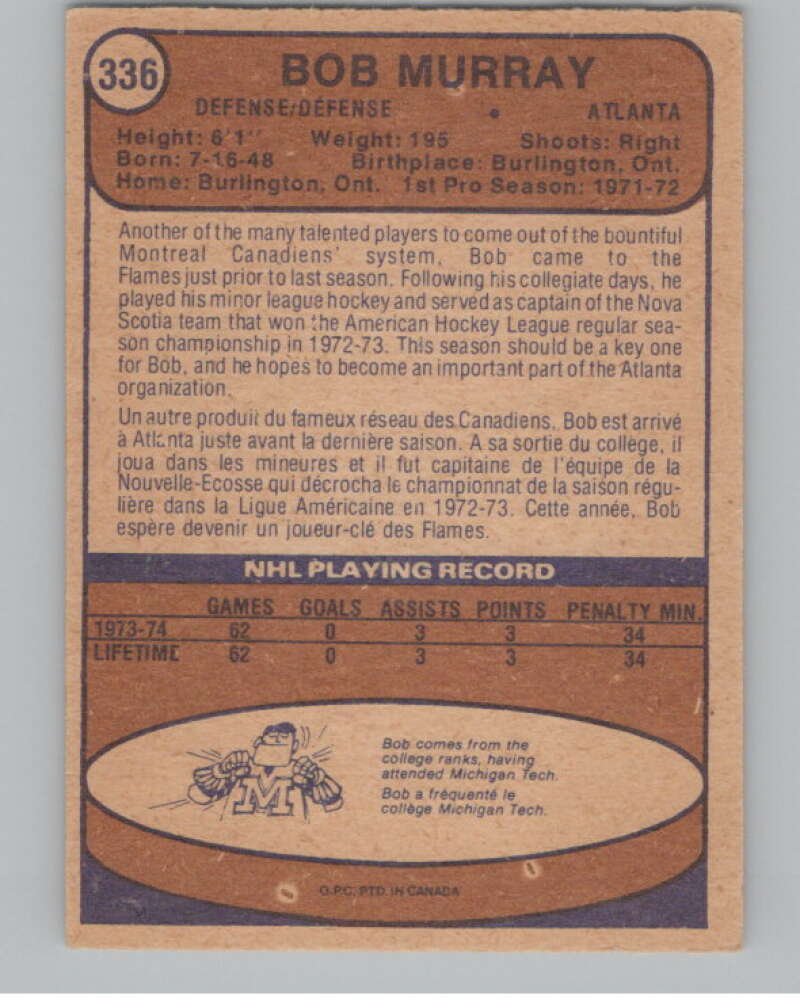 336
BOB MURRAY
DEFENSE/DÉFENSE • ATLANTA
Height: 6'1" Weight: 195 Shoots: Right
Born: 7-16-48 Birthplace: Burlington, Ont.
Home: Burlington, Ont. 1st Pro Season: 1971-72
Another of the many talented players to come out of the bountiful
Montreal Canadiens' system, Bob came to the
Flames just prior to last season. Following his collegiate days, he
played his minor league hockey and served as captain of the Nova
Scotia team that won the American Hockey League regular sea-
son championship in 1972-73. This season should be a key one
for Bob, and he hopes to become an important part of the Atlanta
organization.
Un autre produit du fameux réseau des Canadiens, Bob est arrivé
à Atlanta juste avant la dernière saison. A sa sortie du collège, il
joua dans les mineures et il fut capitaine de l'équipe de la
Nouvelle-Ecosse qui décrocha le championnat de la saison régu-
lière dans la Ligue Américaine en 1972-73. Cette année, Bob
espère devenir un joueur-clé des Flames.
NHL PLAYING RECORD
GAMES GOALS ASSISTS POINTS PENALTY MIN.
1973-74 62 0 3 3 34
LIFETIME 62 0 3 3 34
M
Bob comes from the
college ranks, having
attended Michigan Tech.
Bob a fréquenté le
collège Michigan Tech.
O.P.C. PTD. IN CANADA